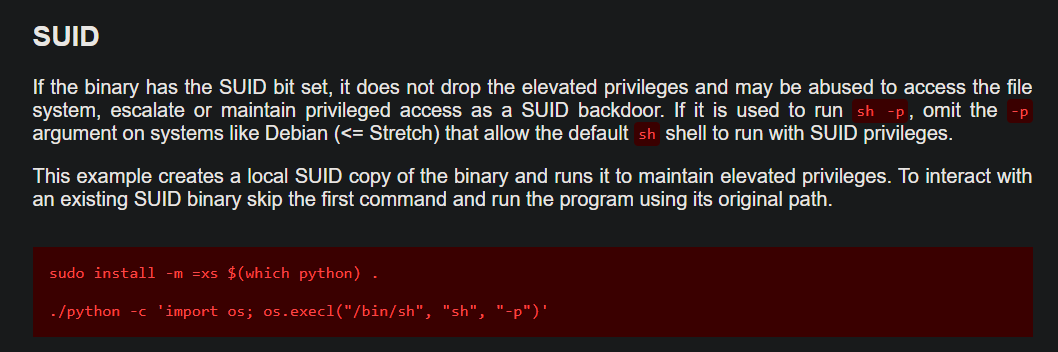 SUID
If the binary has the SUID bit set, it does not drop the elevated privileges and may be abused to access the file
system, escalate or maintain privileged access as a SUID backdoor. If it is used to run sh -p, omit the -p
argument on systems like Debian (<= Stretch) that allow the default sh shell to run with SUID privileges.
This example creates a local SUID copy of the binary and runs it to maintain elevated privileges. To interact with
an existing SUID binary skip the first command and run the program using its original path.
sudo install -m =xs $(which python) .
./python -c 'import os; os.execl("/bin/sh", "sh", "-p")'